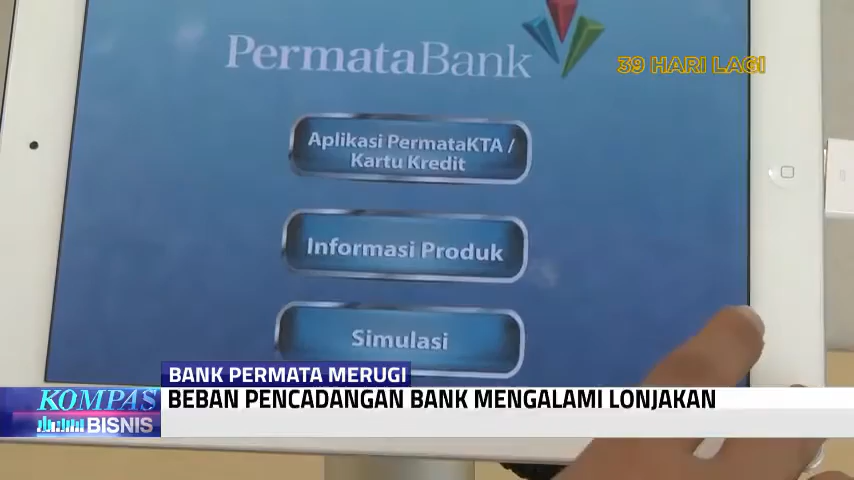 PermataBank
39 HARI LAGI
Aplikasi PermataKTA /
Kartu Kredit
Informasi Produk
Simulasi
BANK PERMATA MERUGI
KOMPAS
BISNIS
BEBAN PENCADANGAN BANK MENGALAMI LONJAKAN